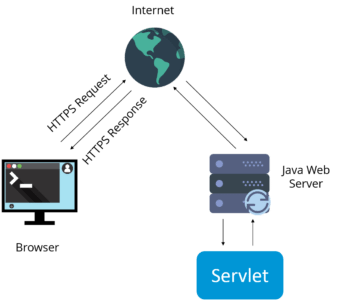 Internet
HTTPS Request
HTTPS Response
Java Web
Server
Browser
Servlet